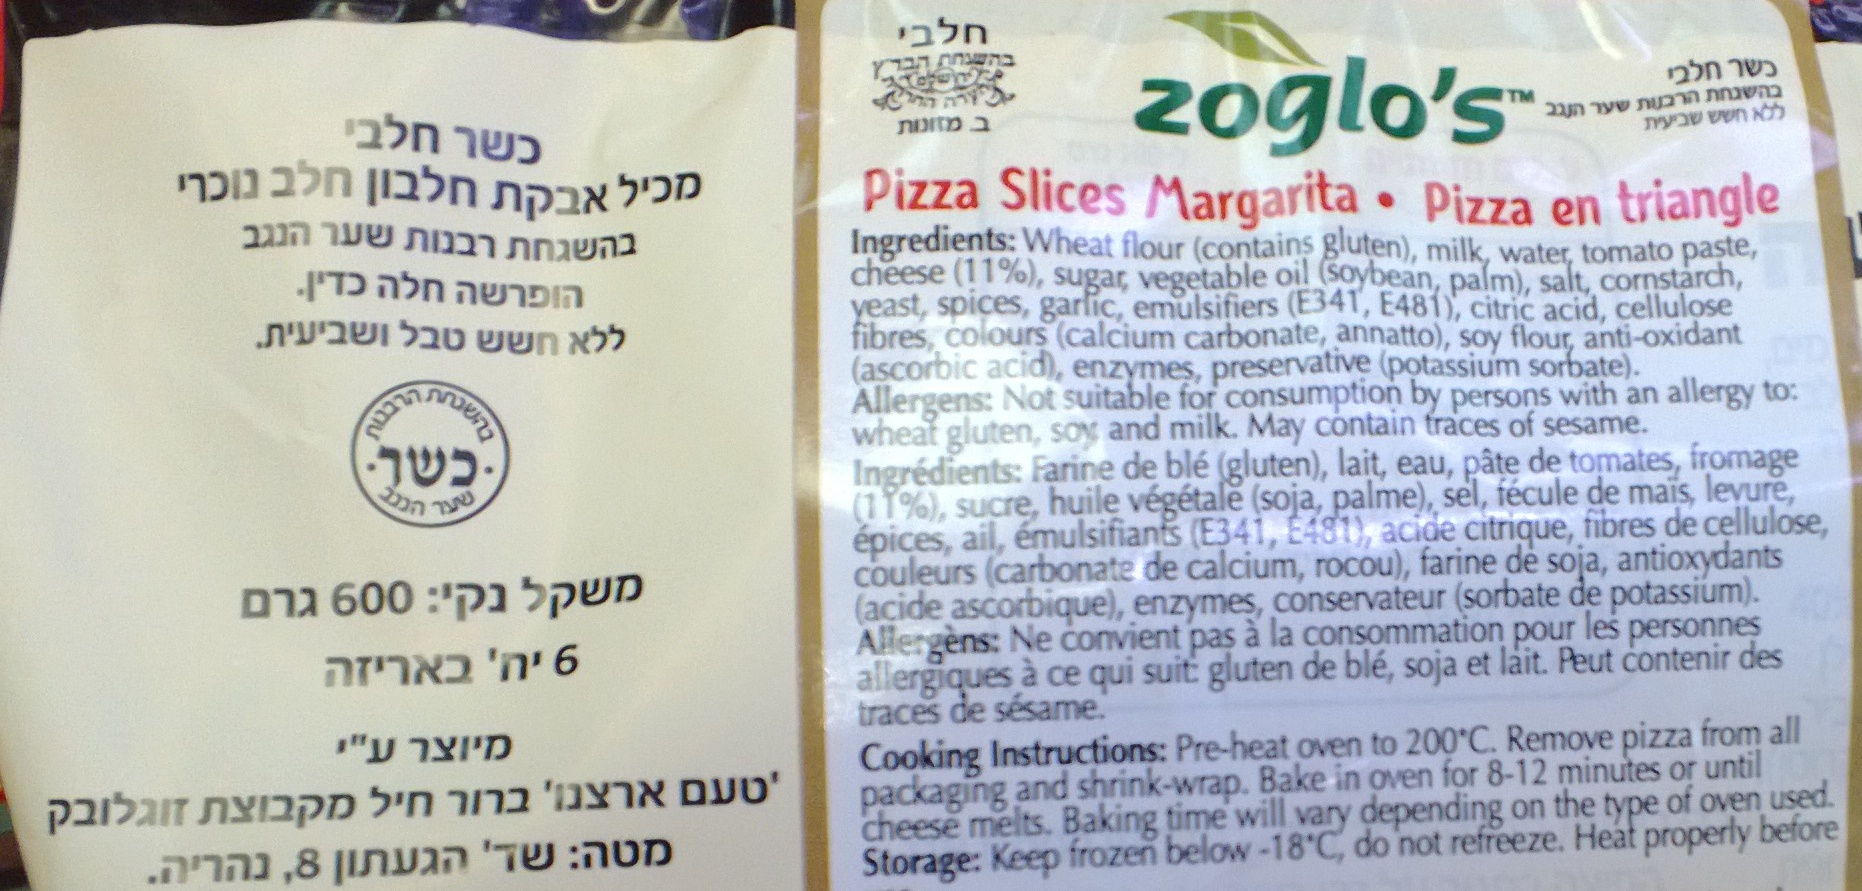 כשר חלבי
מכיל אבקת חלבון חלב נוכרי
בהשגחת רבנות שער הנגב
הופרשה חלה כדין.
ללא חשש טבל ושביעית.
בהשגחת הרבנות
כשר
שער הנגב
משקל נקי: 600 גרם
6 יח' באריזה
מיוצר ע"י
'טעם ארצנו' ברור חיל מקבוצת זוגלובק
מטה: שד' הגעתון 8, נהריה.
חלבי
בהשגחת הבד"ץ
ב. מזונות
zoglo's™
כשר חלבי
בהשגחת הרבנות שער הנגב
ללא חשש שביעית
Pizza Slices Margarita • Pizza en triangle
Ingredients: Wheat flour (contains gluten), milk, water, tomato paste,
cheese (11%), sugar, vegetable oil (soybean, palm), salt, cornstarch,
yeast, spices, garlic, emulsifiers (E341, E481), citric acid, cellulose
fibres, colours (calcium carbonate, annatto), soy flour, anti-oxidant
(ascorbic acid), enzymes, preservative (potassium sorbate).
Allergens: Not suitable for consumption by persons with an allergy to:
wheat gluten, soy, and milk. May contain traces of sesame.
Ingrédients: Farine de blé (gluten), lait, eau, pâte de tomates, fromage
(11%), sucre, huile végétale (soja, palme), sel, fécule de maïs, levure,
épices, ail, émulsifiants (E341, E481), acide citrique, fibres de cellulose,
couleurs (carbonate de calcium, rocou), farine de soja, antioxydants
(acide ascorbique), enzymes, conservateur (sorbate de potassium).
Allergèns: Ne convient pas à la consommation pour les personnes
allergiques à ce qui suit: gluten de blé, soja et lait. Peut contenir des
traces de sésame.
Cooking Instructions: Pre-heat oven to 200°C. Remove pizza from all
packaging and shrink-wrap. Bake in oven for 8-12 minutes or until
cheese melts. Baking time will vary depending on the type of oven used.
Storage: Keep frozen below -18°C, do not refreeze. Heat properly before